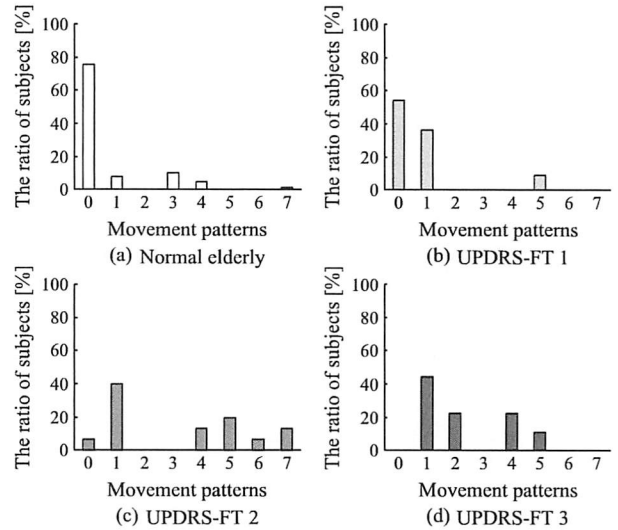 The ratio of subjects [%]
100
80
60
40
20
0
0 1 2 3 4 5 6 7
Movement patterns
(a) Normal elderly
The ratio of subjects [%]
100
80
60
40
20
0
0 1 2 3 4 5 6 7
Movement patterns
(b) UPDRS-FT 1
The ratio of subjects [%]
100
80
60
40
20
0
0 1 2 3 4 5 6 7
Movement patterns
(c) UPDRS-FT 2
The ratio of subjects [%]
100
80
60
40
20
0
0 1 2 3 4 5 6 7
Movement patterns
(d) UPDRS-FT 3